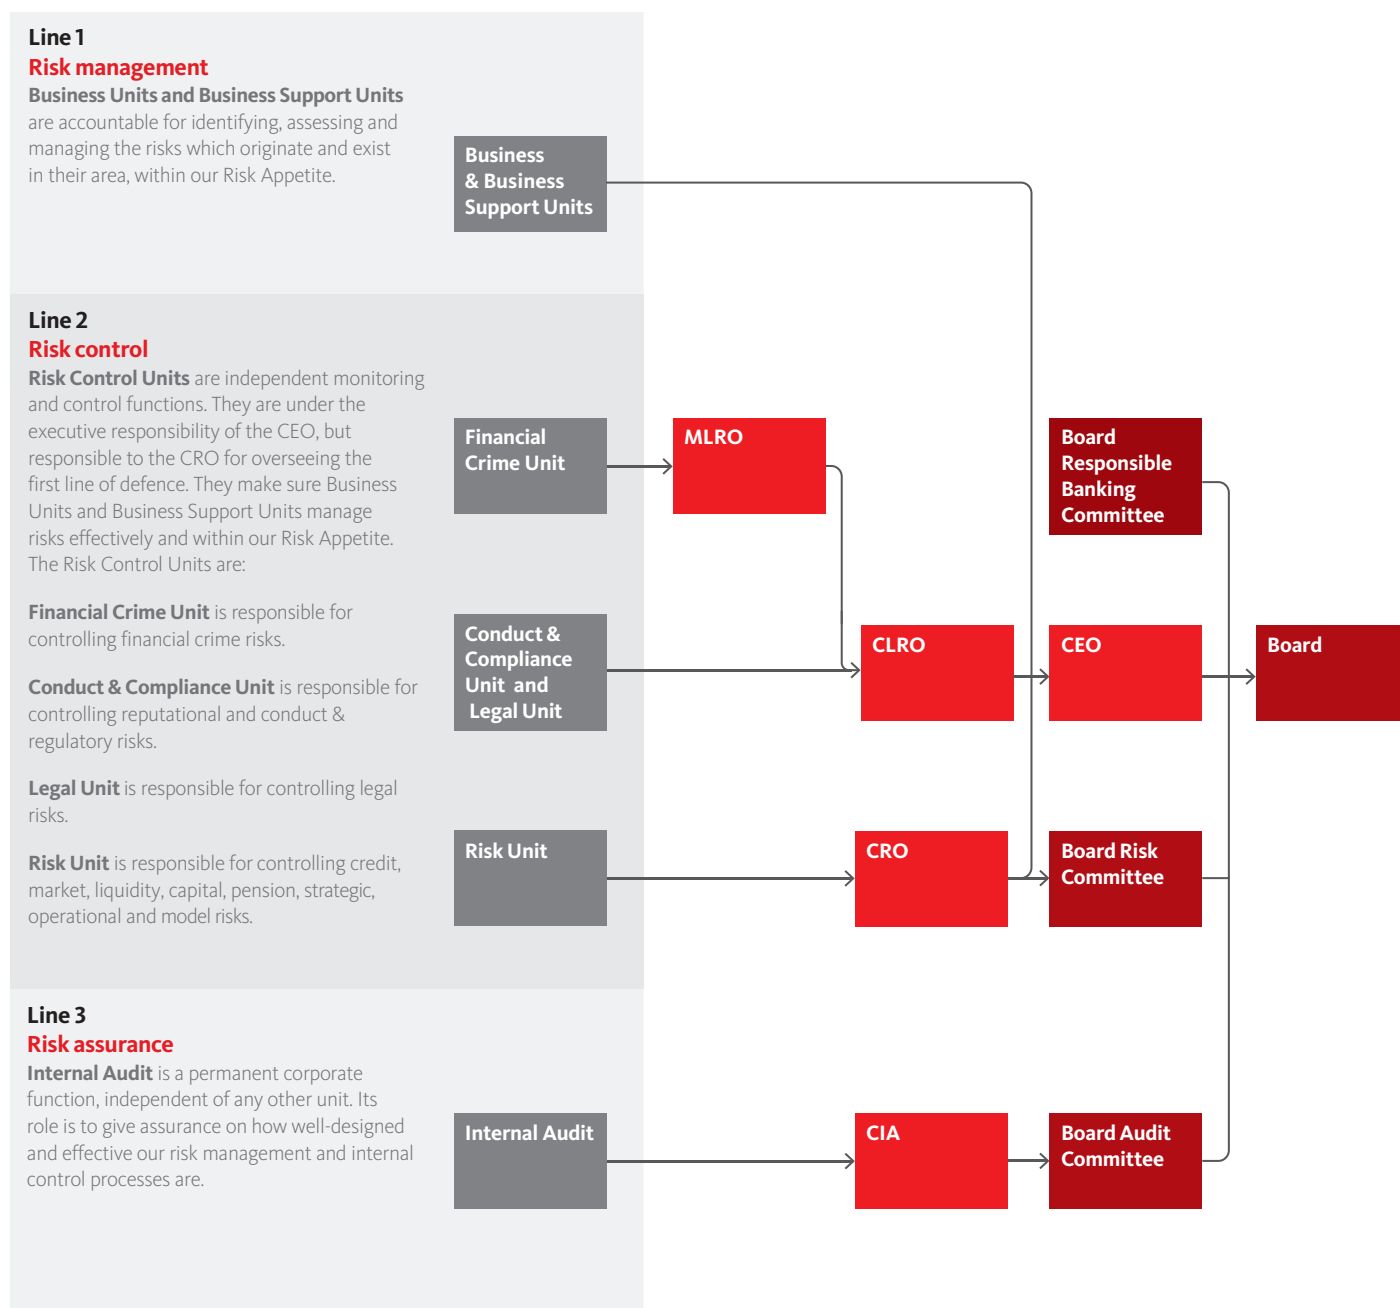 Line 1
Risk management
Business Units and Business Support Units
are accountable for identifying, assessing and
managing the risks which originate and exist
in their area, within our Risk Appetite.
Business
& Business
Support Units
Line 2
Risk control
Risk Control Units are independent monitoring
and control functions. They are under the
executive responsibility of the CEO, but
responsible to the CRO for overseeing the
first line of defence. They make sure Business
Units and Business Support Units manage
risks effectively and within our Risk Appetite.
The Risk Control Units are:
Financial Crime Unit is responsible for
controlling financial crime risks.
Conduct & Compliance Unit is responsible for
controlling reputational and conduct &
regulatory risks.
Legal Unit is responsible for controlling legal
risks.
Risk Unit is responsible for controlling credit,
market, liquidity, capital, pension, strategic,
operational and model risks.
Financial
Crime Unit
MLRO
Board
Responsible
Banking
Committee
Conduct &
Compliance
Unit and
Legal Unit
CLRO
CEO
Board
Risk Unit
CRO
Board Risk
Committee
Line 3
Risk assurance
Internal Audit is a permanent corporate
function, independent of any other unit. Its
role is to give assurance on how well-designed
and effective our risk management and internal
control processes are.
Internal Audit
CIA
Board Audit
Committee